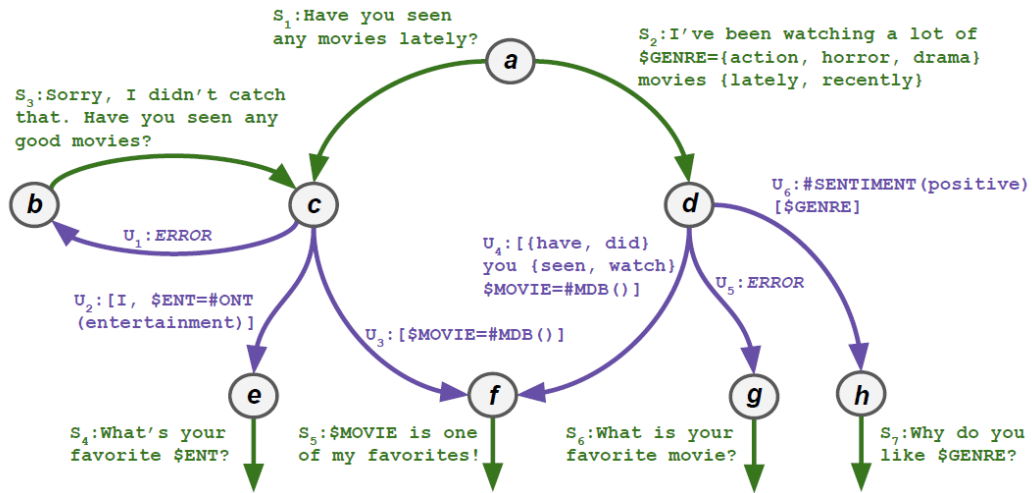 S1:Have you seen
any movies lately?
a
S2:I've been watching a lot of
$GENRE={action, horror, drama}
movies {lately, recently}
S3:Sorry, I didn't catch
that. Have you seen any
good movies?
b
c
d
U6:#SENTIMENT(positive)
[$GENRE]
U1:ERROR
U4:[{have, did}
you {seen, watch}
$MOVIE=#MDB()]
U5:ERROR
U2:[I, $ENT=#ONT
(entertainment)]
U3:[$MOVIE=#MDB()]
e
f
g
h
S4:What's your
favorite $ENT?
S5:$MOVIE is one
of my favorites!
S6:What is your
favorite movie?
S7:Why do you
like $GENRE?